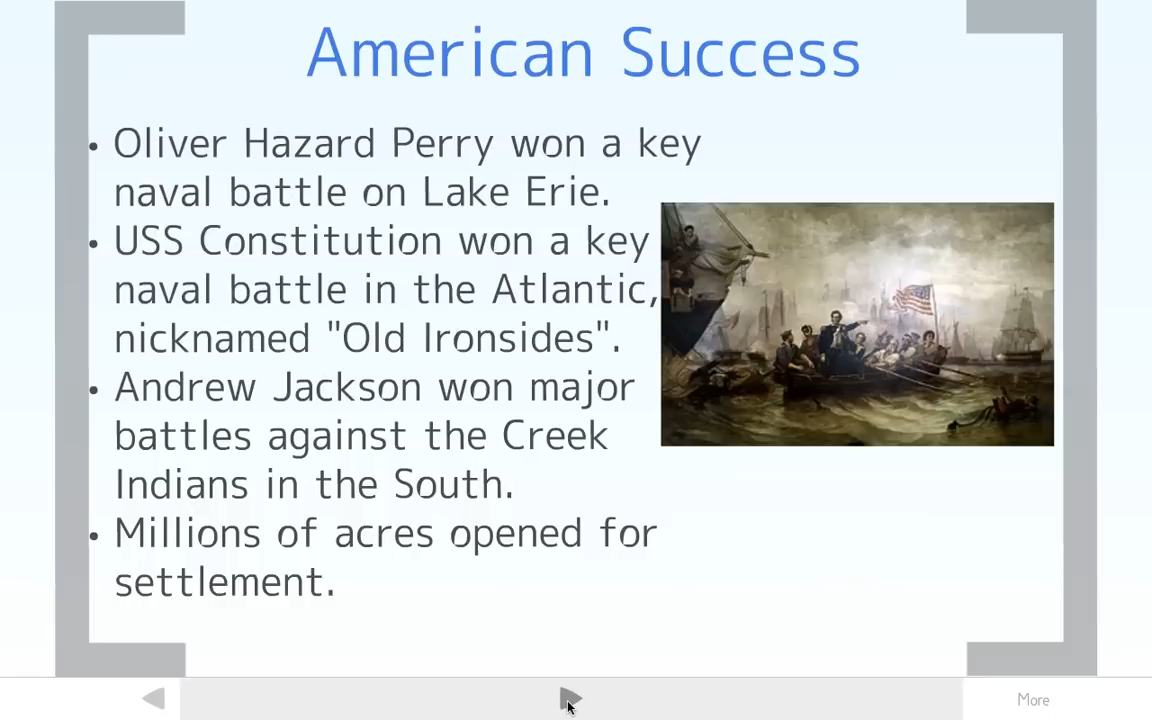 American Success
• Oliver Hazard Perry won a key
naval battle on Lake Erie.
• USS Constitution won a key
naval battle in the Atlantic,
nicknamed "Old Ironsides".
• Andrew Jackson won major
battles against the Creek
Indians in the South.
• Millions of acres opened for
settlement.
More